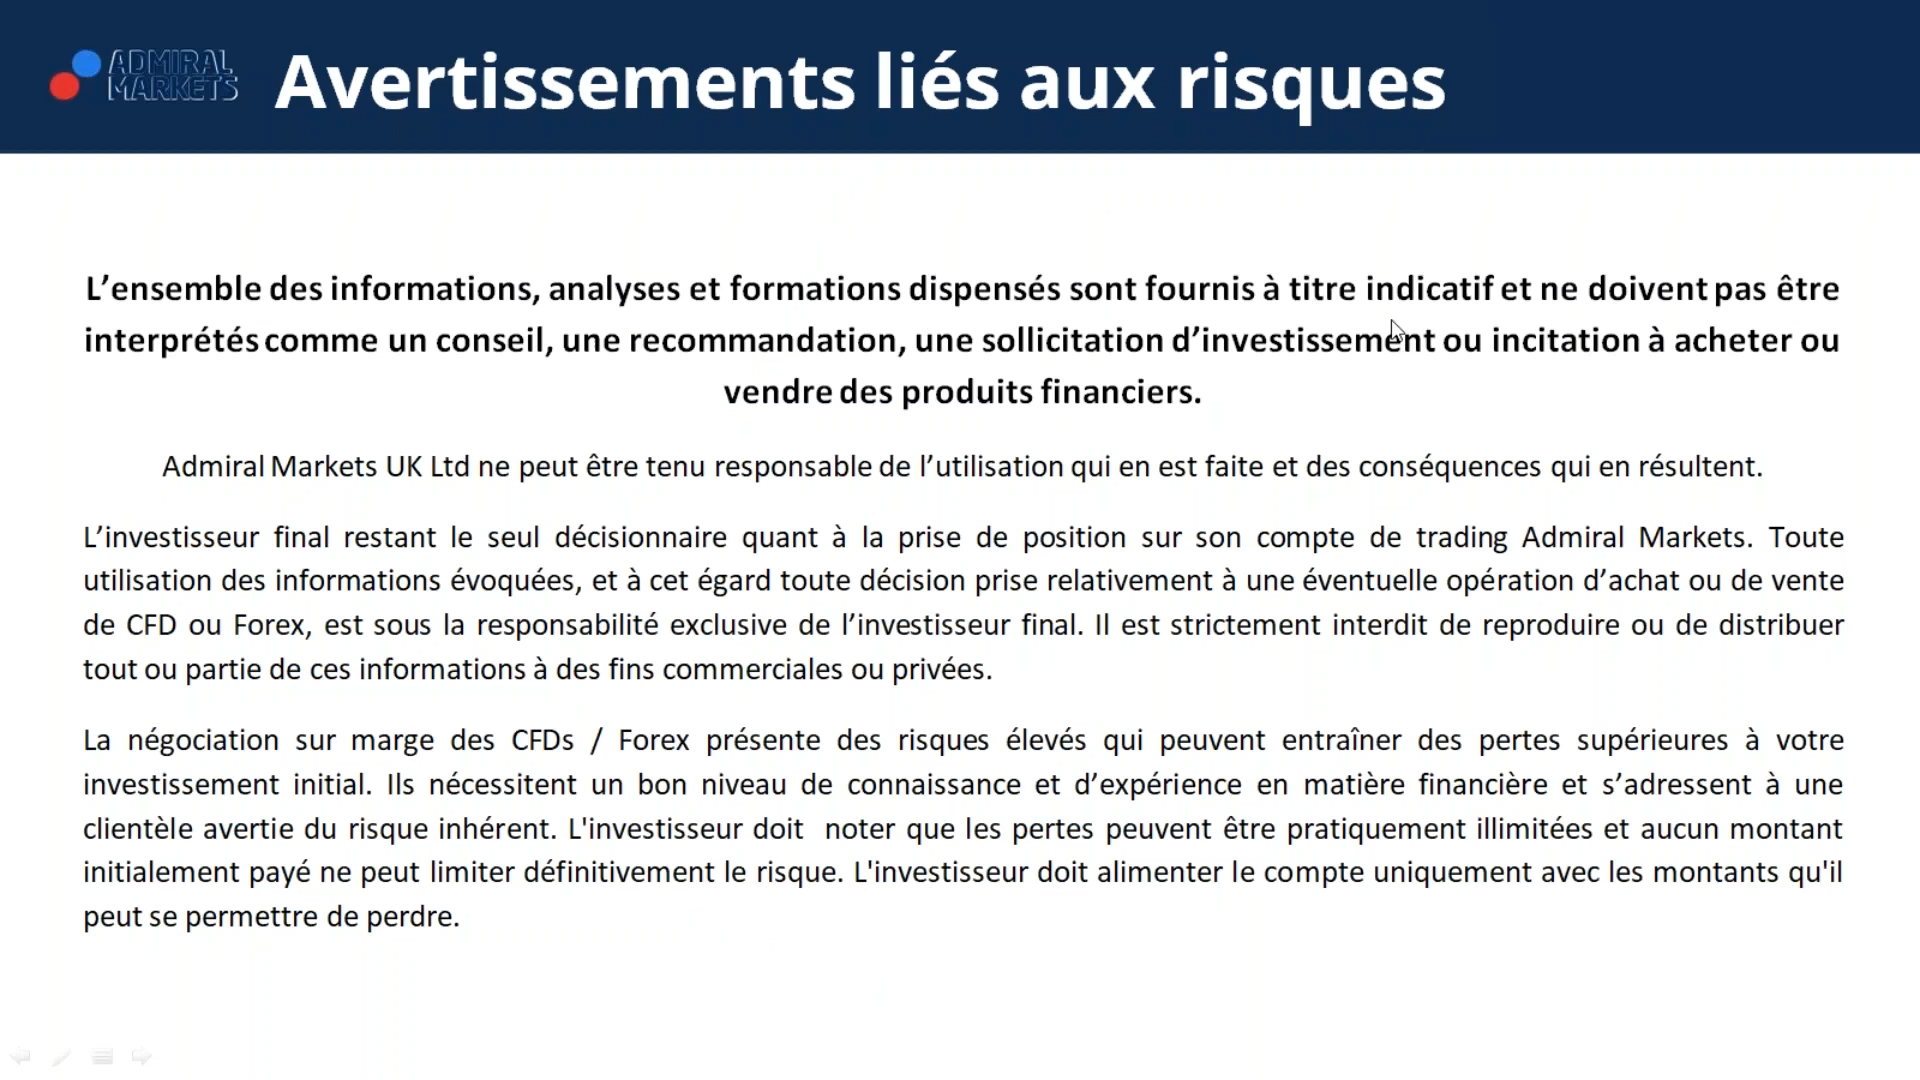 ADMIRAL
MARKETS
Avertissements liés aux risques
L’ensemble des informations, analyses et formations dispensés sont fournis à titre indicatif et ne doivent pas être
interprétés comme un conseil, une recommandation, une sollicitation d’investissement ou incitation à acheter ou
vendre des produits financiers.
Admiral Markets UK Ltd ne peut être tenu responsable de l’utilisation qui en est faite et des conséquences qui en résultent.
L’investisseur final restant le seul décisionnaire quant à la prise de position sur son compte de trading Admiral Markets. Toute
utilisation des informations évoquées, et à cet égard toute décision prise relativement à une éventuelle opération d’achat ou de vente
de CFD ou Forex, est sous la responsabilité exclusive de l’investisseur final. Il est strictement interdit de reproduire ou de distribuer
tout ou partie de ces informations à des fins commerciales ou privées.
La négociation sur marge des CFDs / Forex présente des risques élevés qui peuvent entraîner des pertes supérieures à votre
investissement initial. Ils nécessitent un bon niveau de connaissance et d’expérience en matière financière et s’adressent à une
clientèle avertie du risque inhérent. L'investisseur doit  noter que les pertes peuvent être pratiquement illimitées et aucun montant
initialement payé ne peut limiter définitivement le risque. L'investisseur doit alimenter le compte uniquement avec les montants qu'il
peut se permettre de perdre.